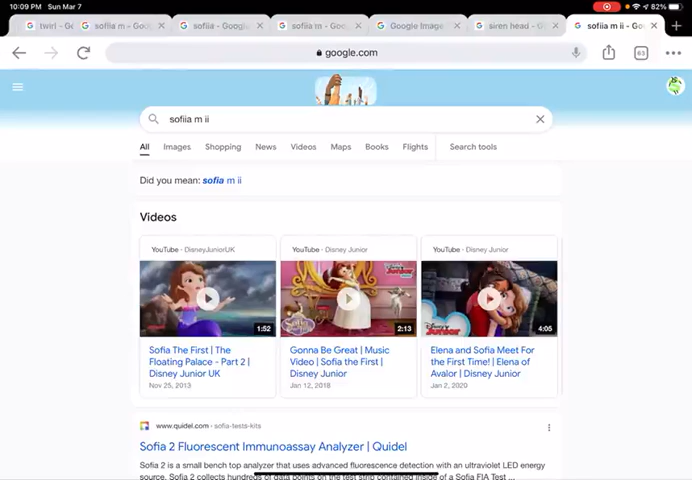 10:09 PM Sun Mar 7
82%
twirl - Go
sofiia m - Goo
sofiia - Google
sofiia m - Goo
Google Image
siren head - G
sofiia m ii - Goo
google.com
63
sofiia m ii
All Images Shopping News Videos Maps Books Flights Search tools
Did you mean: sofia m ii
Videos
YouTube · DisneyJuniorUK
1:52
Sofia The First | The
Floating Palace - Part 2 |
Disney Junior UK
Nov 25, 2013
YouTube · Disney Junior
2:13
Gonna Be Great | Music
Video | Sofia the First |
Disney Junior
Jan 12, 2018
YouTube · Disney Junior
4:05
Elena and Sofia Meet For
the First Time! | Elena of
Avalor | Disney Junior
Jan 2, 2020
www.quidel.com › sofia-tests-kits
Sofia 2 Fluorescent Immunoassay Analyzer | Quidel
Sofia 2 is a small bench top analyzer that uses advanced fluorescence detection with an ultraviolet LED energy
source. Sofia 2 collects hundreds of data points on the test strip contained inside of a Sofia FIA Test ...